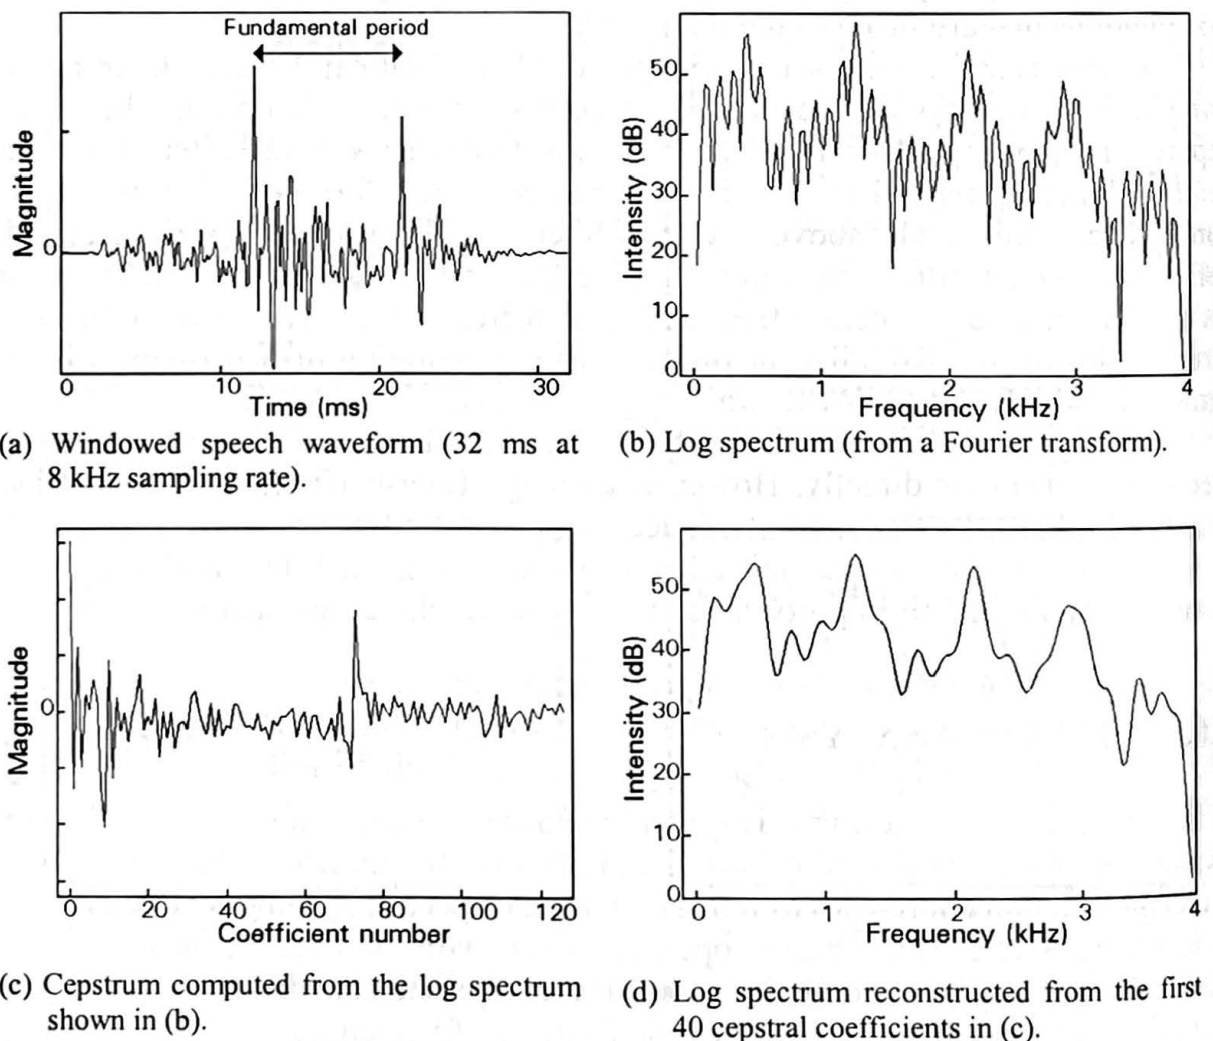 Fundamental period
Magnitude
0
0 10 20 30
Time (ms)
(a) Windowed speech waveform (32 ms at
8 kHz sampling rate).
Intensity (dB)
50
40
30
20
10
0
0 1 2 3 4
Frequency (kHz)
(b) Log spectrum (from a Fourier transform).
Magnitude
0
0 20 40 60 80 100 120
Coefficient number
(c) Cepstrum computed from the log spectrum
shown in (b).
Intensity (dB)
50
40
30
20
10
0
0 1 2 3 4
Frequency (kHz)
(d) Log spectrum reconstructed from the first
40 cepstral coefficients in (c).